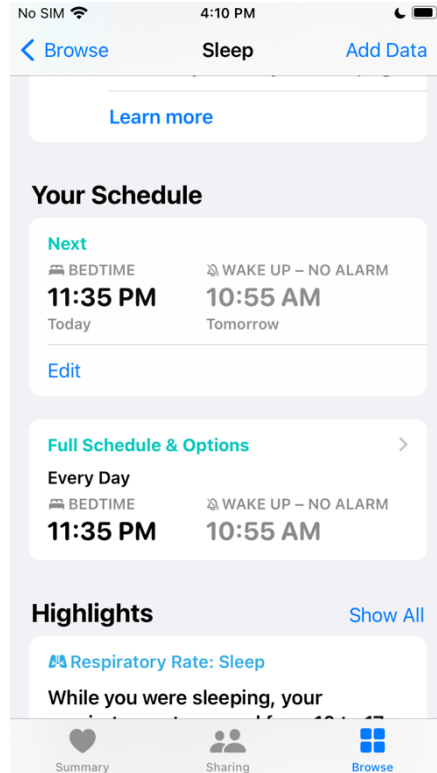 No SIM 4:10 PM
Browse Sleep Add Data
Learn more
Your Schedule
Next
BEDTIME WAKE UP – NO ALARM
11:35 PM 10:55 AM
Today Tomorrow
Edit
Full Schedule & Options
Every Day
BEDTIME WAKE UP – NO ALARM
11:35 PM 10:55 AM
Highlights Show All
Respiratory Rate: Sleep
While you were sleeping, your
Summary Sharing Browse